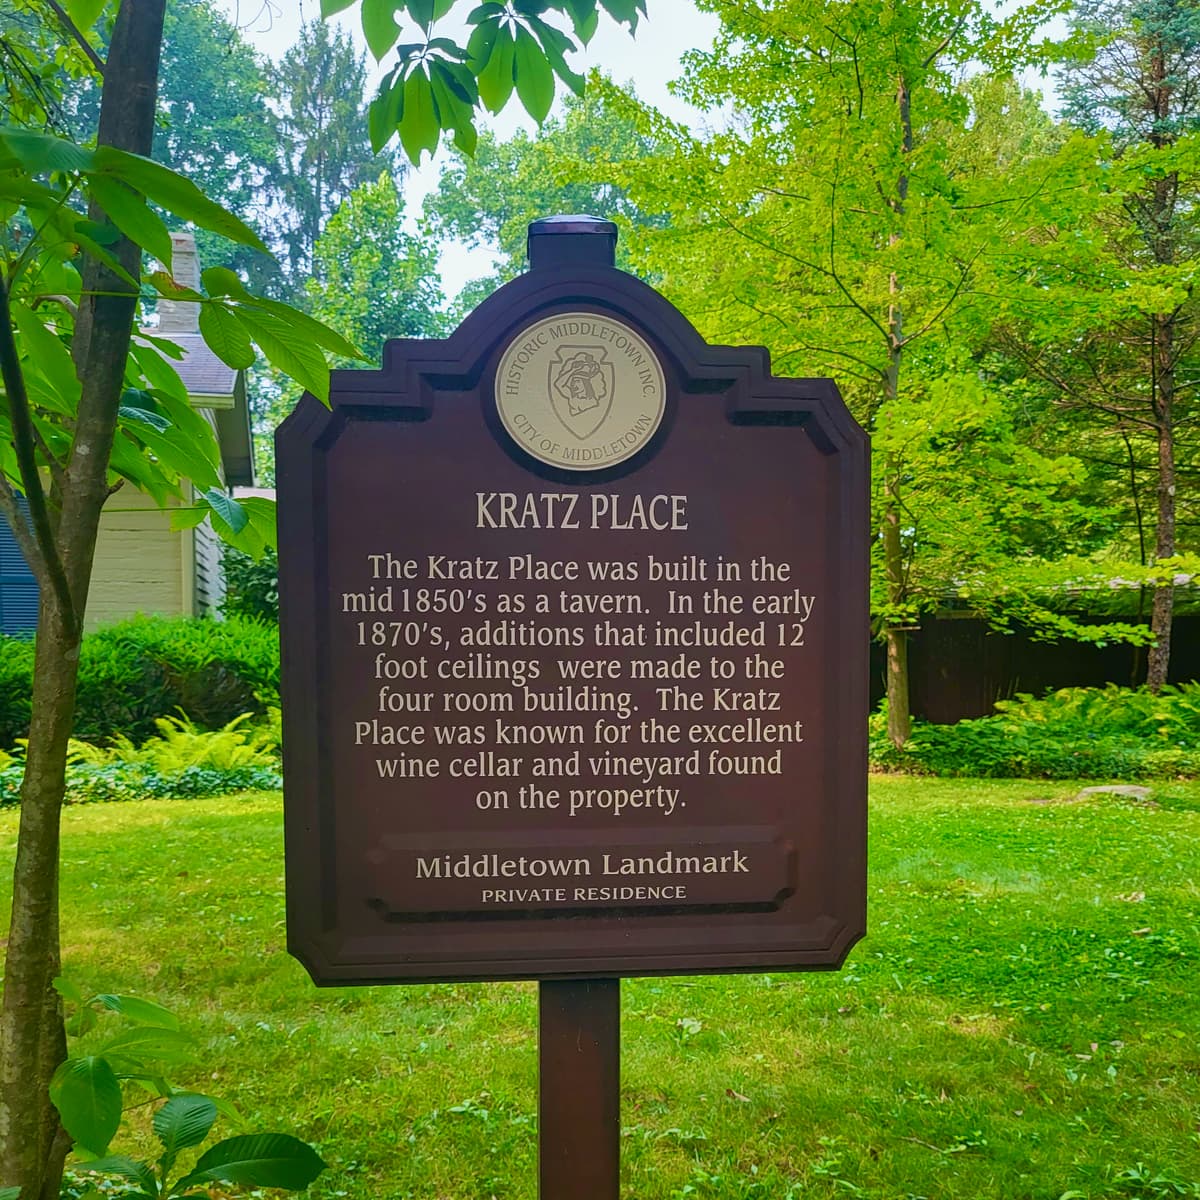 HISTORIC MIDDLETOWN INC.
CITY OF MIDDLETOWN
KRATZ PLACE
The Kratz Place was built in the
mid 1850's as a tavern. In the early
1870's, additions that included 12
foot ceilings were made to the
four room building. The Kratz
Place was known for the excellent
wine cellar and vineyard found
on the property.
Middletown Landmark
PRIVATE RESIDENCE